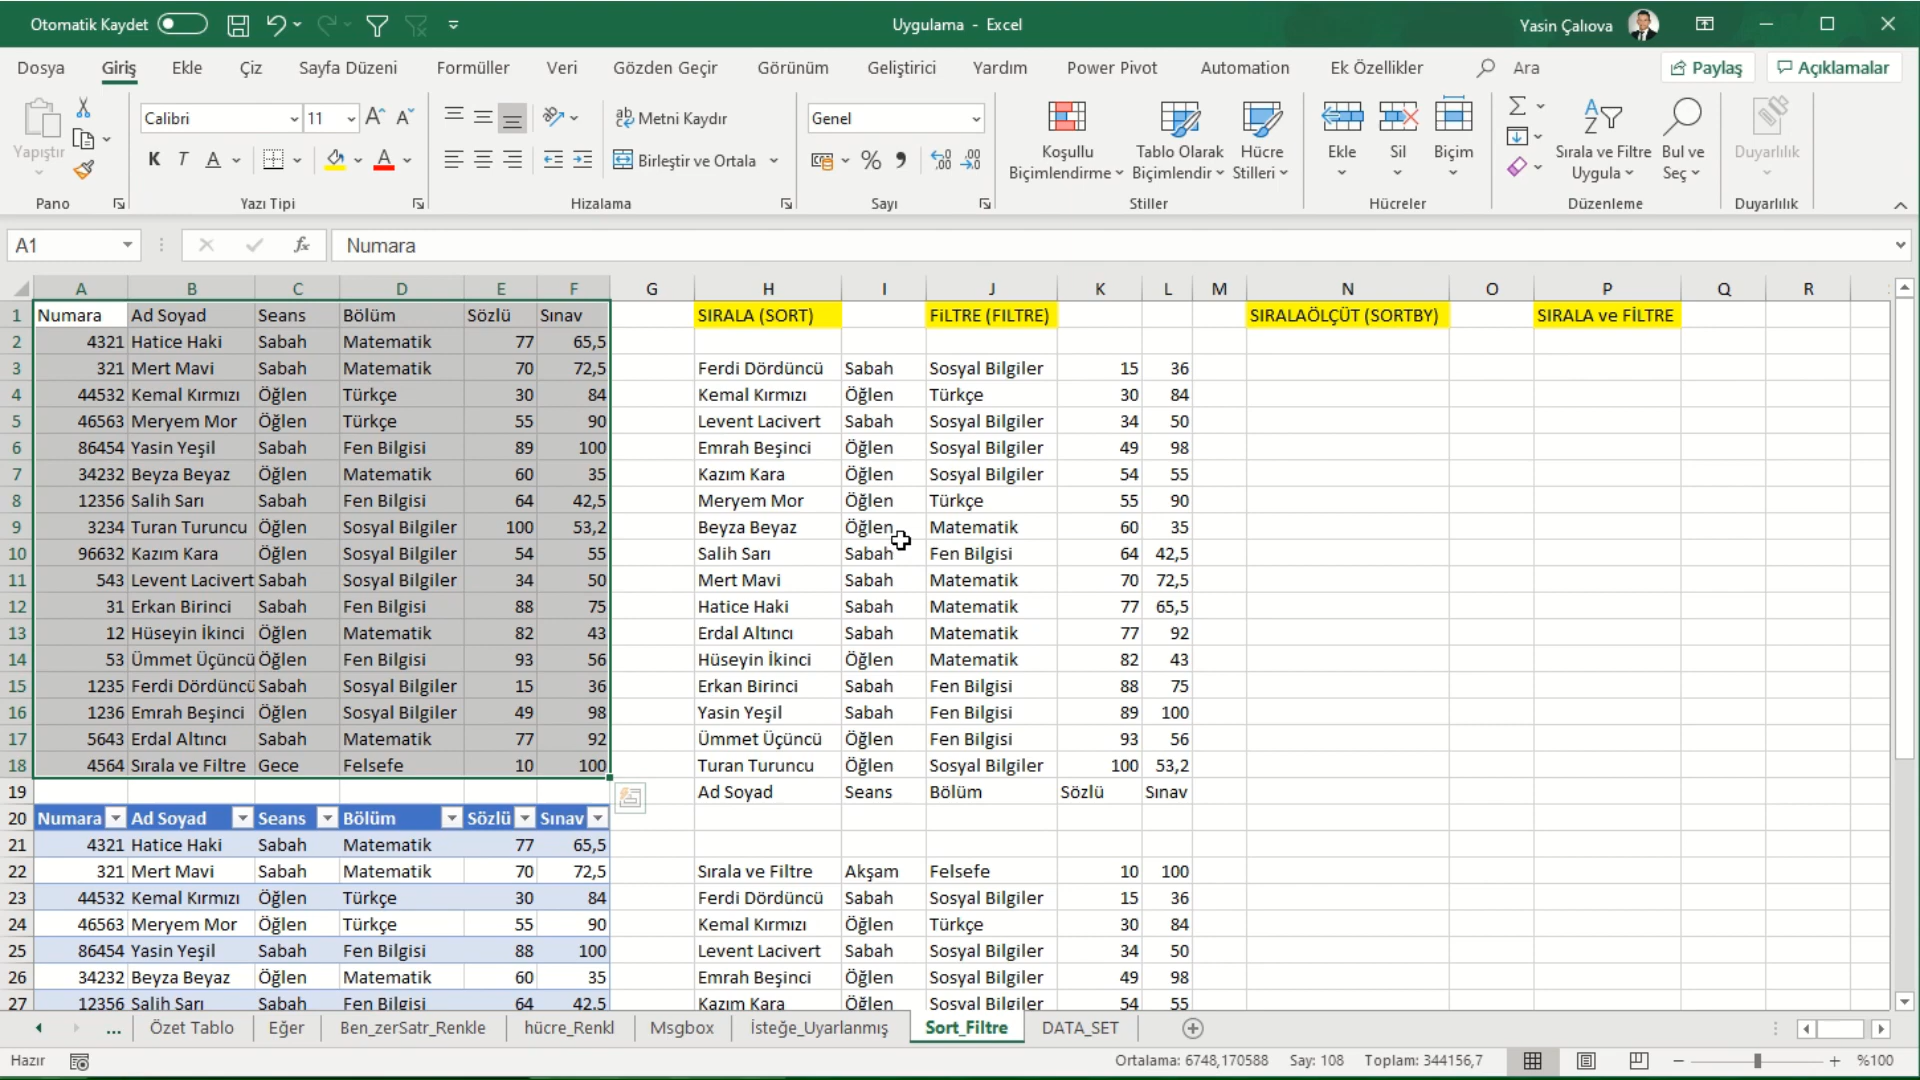 Otomatik Kaydet
Uygulama - Excel
Yasin Çalıova
Dosya Giriş Ekle Çiz Sayfa Düzeni Formüller Veri Gözden Geçir Görünüm Geliştirici Yardım Power Pivot Automation Ek Özellikler Ara Paylaş Açıklamalar
Yapıştır
Calibri 11
K T A
Metni Kaydır
Birleştir ve Ortala
Genel
Koşullu Biçimlendirme
Tablo Olarak Biçimlendir
Hücre Stilleri
Ekle Sil Biçim
Sırala ve Filtre Uygula
Bul ve Seç
Duyarlılık
Pano Yazı Tipi Hizalama Sayı Stiller Hücreler Düzenleme Duyarlılık
A1 fx Numara
A B C D E F G H I J K L M N O P Q R
1 Numara Ad Soyad Seans Bölüm Sözlü Sınav SIRALA (SORT) FiLTRE (FILTRE) SIRALAÖLÇÜT (SORTBY) SIRALA ve FİLTRE
2 4321 Hatice Haki Sabah Matematik 77 65,5
3 321 Mert Mavi Sabah Matematik 70 72,5 Ferdi Dördüncü Sabah Sosyal Bilgiler 15 36
4 44532 Kemal Kırmızı Öğlen Türkçe 30 84 Kemal Kırmızı Öğlen Türkçe 30 84
5 46563 Meryem Mor Öğlen Türkçe 55 90 Levent Lacivert Sabah Sosyal Bilgiler 34 50
6 86454 Yasin Yeşil Sabah Fen Bilgisi 89 100 Emrah Beşinci Öğlen Sosyal Bilgiler 49 98
7 34232 Beyza Beyaz Öğlen Matematik 60 35 Kazım Kara Öğlen Sosyal Bilgiler 54 55
8 12356 Salih Sarı Sabah Fen Bilgisi 64 42,5 Meryem Mor Öğlen Türkçe 55 90
9 3234 Turan Turuncu Öğlen Sosyal Bilgiler 100 53,2 Beyza Beyaz Öğlen Matematik 60 35
10 96632 Kazım Kara Öğlen Sosyal Bilgiler 54 55 Salih Sarı Sabah Fen Bilgisi 64 42,5
11 543 Levent Lacivert Sabah Sosyal Bilgiler 34 50 Mert Mavi Sabah Matematik 70 72,5
12 31 Erkan Birinci Sabah Fen Bilgisi 88 75 Hatice Haki Sabah Matematik 77 65,5
13 12 Hüseyin İkinci Öğlen Matematik 82 43 Erdal Altıncı Sabah Matematik 77 92
14 53 Ümmet Üçüncü Öğlen Fen Bilgisi 93 56 Hüseyin İkinci Öğlen Matematik 82 43
15 1235 Ferdi Dördüncü Sabah Sosyal Bilgiler 15 36 Erkan Birinci Sabah Fen Bilgisi 88 75
16 1236 Emrah Beşinci Öğlen Sosyal Bilgiler 49 98 Yasin Yeşil Sabah Fen Bilgisi 89 100
17 5643 Erdal Altıncı Sabah Matematik 77 92 Ümmet Üçüncü Öğlen Fen Bilgisi 93 56
18 4564 Sırala ve Filtre Gece Felsefe 10 100 Turan Turuncu Öğlen Sosyal Bilgiler 100 53,2
19 Ad Soyad Seans Bölüm Sözlü Sınav
20 Numara Ad Soyad Seans Bölüm Sözlü Sınav
21 4321 Hatice Haki Sabah Matematik 77 65,5
22 321 Mert Mavi Sabah Matematik 70 72,5 Sırala ve Filtre Akşam Felsefe 10 100
23 44532 Kemal Kırmızı Öğlen Türkçe 30 84 Ferdi Dördüncü Sabah Sosyal Bilgiler 15 36
24 46563 Meryem Mor Öğlen Türkçe 55 90 Kemal Kırmızı Öğlen Türkçe 30 84
25 86454 Yasin Yeşil Sabah Fen Bilgisi 88 100 Levent Lacivert Sabah Sosyal Bilgiler 34 50
26 34232 Beyza Beyaz Öğlen Matematik 60 35 Emrah Beşinci Öğlen Sosyal Bilgiler 49 98
27 12356 Salih Sarı Sabah Fen Bilgisi 64 42,5 Kazım Kara Öğlen Sosyal Bilgiler 54 55
... Özet Tablo Eğer Ben_zerSatr_Renkle hücre_Renkl Msgbox İsteğe_Uyarlanmış Sort_Filtre DATA_SET
Hazır Ortalama: 6748,170588 Say: 108 Toplam: 344156,7 %100